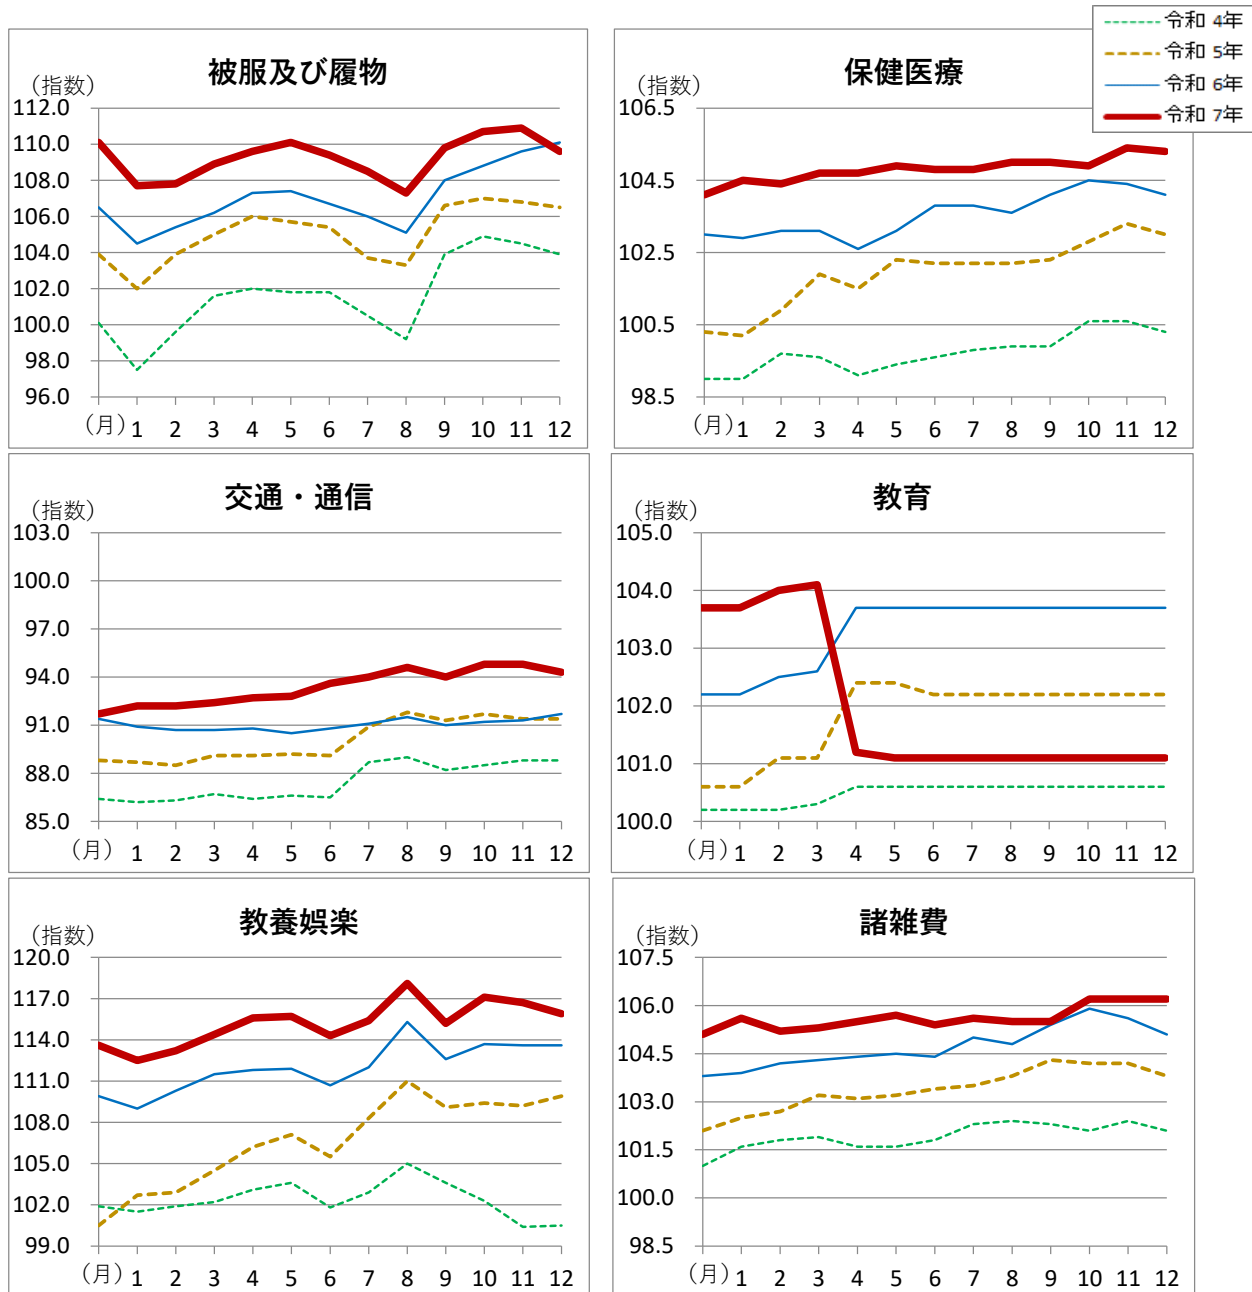 令和 4年
令和 5年
令和 6年
令和 7年
被服及び履物
（指数）
112.0
110.0
108.0
106.0
104.0
102.0
100.0
98.0
96.0
（月） 1 2 3 4 5 6 7 8 9 10 11 12
保健医療
（指数）
106.5
104.5
102.5
100.5
98.5
（月） 1 2 3 4 5 6 7 8 9 10 11 12
交通・通信
（指数）
103.0
100.0
97.0
94.0
91.0
88.0
85.0
（月） 1 2 3 4 5 6 7 8 9 10 11 12
教育
（指数）
105.0
104.0
103.0
102.0
101.0
100.0
（月） 1 2 3 4 5 6 7 8 9 10 11 12
教養娯楽
（指数）
120.0
117.0
114.0
111.0
108.0
105.0
102.0
99.0
（月） 1 2 3 4 5 6 7 8 9 10 11 12
諸雑費
（指数）
107.5
106.0
104.5
103.0
101.5
100.0
98.5
（月） 1 2 3 4 5 6 7 8 9 10 11 12